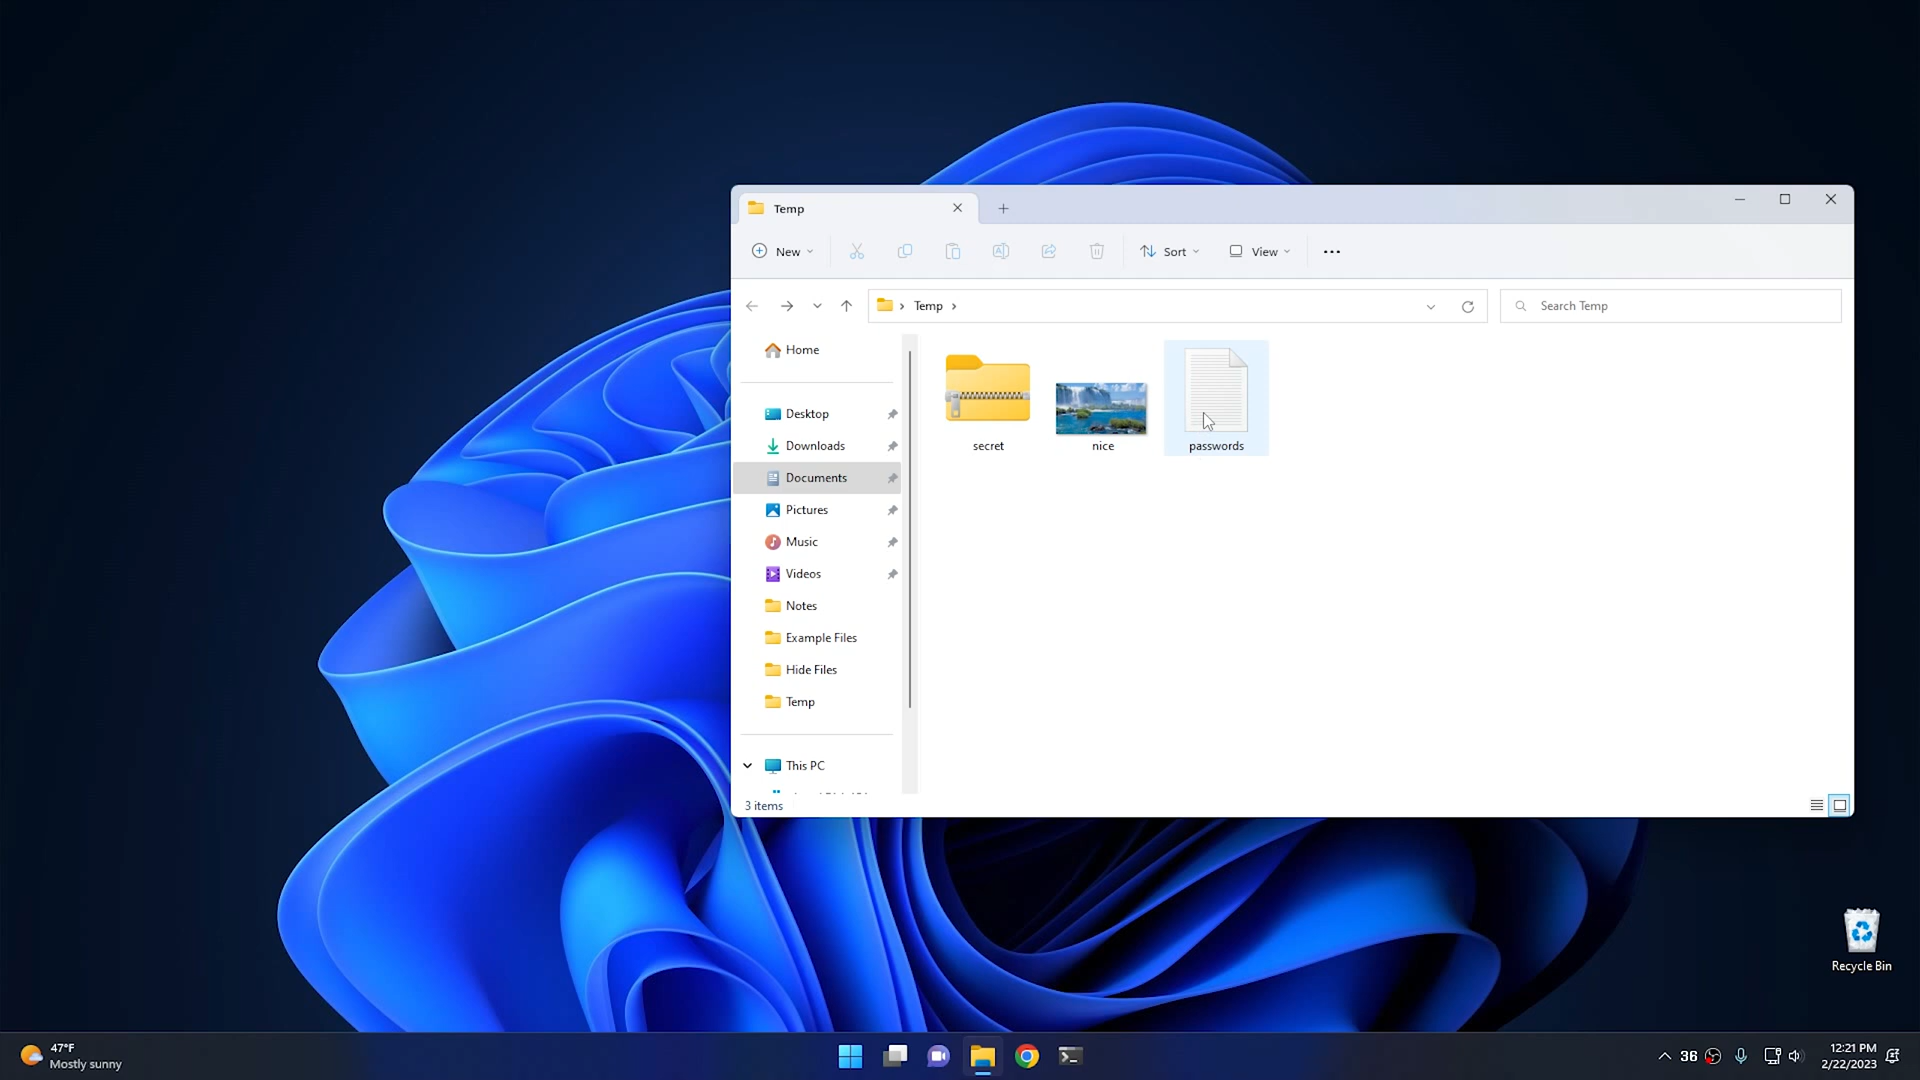 Temp
New
Sort
View
Temp
Search Temp
Home
Desktop
Downloads
Documents
Pictures
Music
Videos
Notes
Example Files
Hide Files
Temp
This PC
secret
nice
passwords
3 items
Recycle Bin
47°F
Mostly sunny
36
12:21 PM
2/22/2023